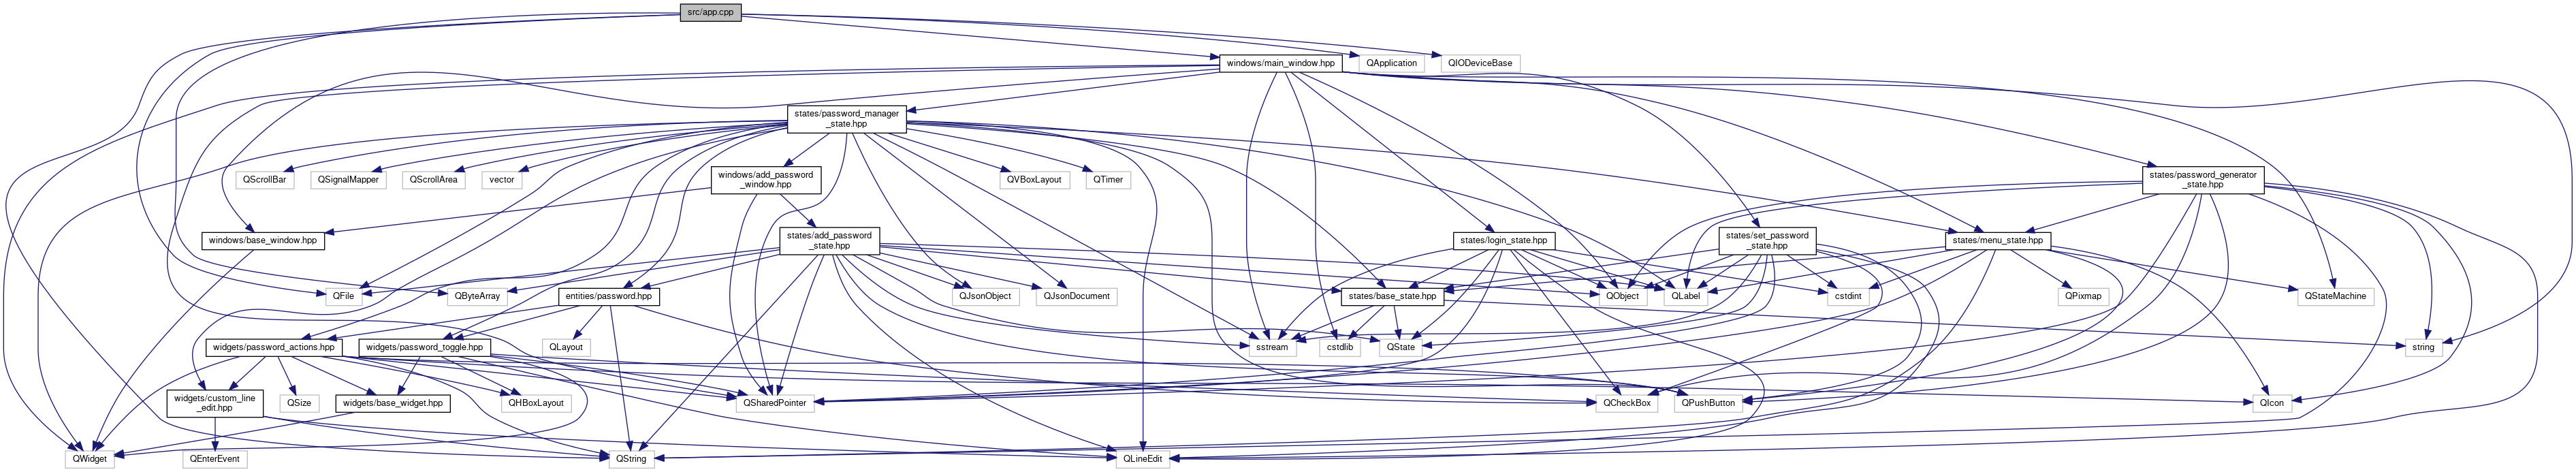 src/app.cpp
windows/main_window.hpp
QApplication
QIODeviceBase
states/password_manager
_state.hpp
QScrollBar
QSignalMapper
QScrollArea
vector
windows/add_password
_window.hpp
QVBoxLayout
QTimer
states/password_generator
_state.hpp
windows/base_window.hpp
states/add_password
_state.hpp
states/login_state.hpp
states/set_password
_state.hpp
states/menu_state.hpp
QFile
QByteArray
entities/password.hpp
QJsonObject
QJsonDocument
states/base_state.hpp
QObject
QLabel
cstdint
QPixmap
QStateMachine
widgets/password_actions.hpp
widgets/password_toggle.hpp
QLayout
sstream
cstdlib
QState
string
widgets/custom_line
_edit.hpp
QSize
widgets/base_widget.hpp
QHBoxLayout
QSharedPointer
QCheckBox
QPushButton
QIcon
QWidget
QEnterEvent
QString
QLineEdit